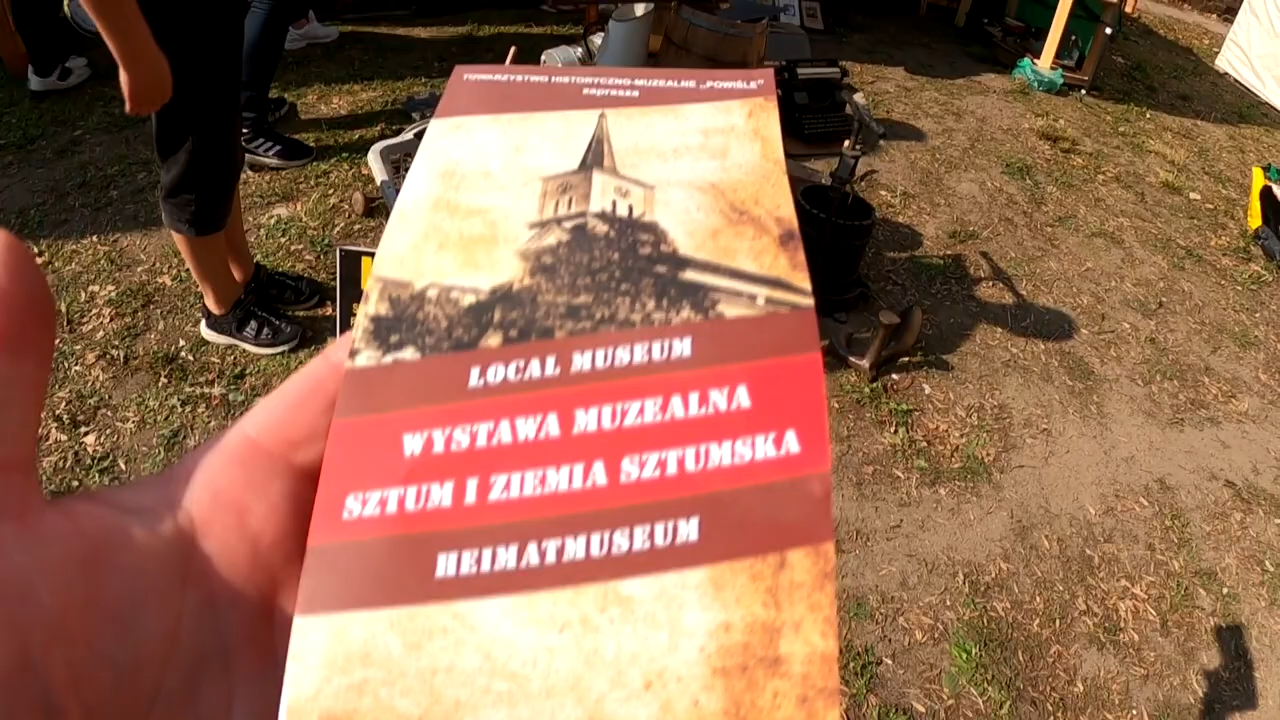 TOWARZYSTWO HISTORYCZNO-MUZEALNE „POWIŚLE"
zaprasza
LOCAL MUSEUM
WYSTAWA MUZEALNA
SZTUM I ZIEMIA SZTUMSKA
HEIMATMUSEUM